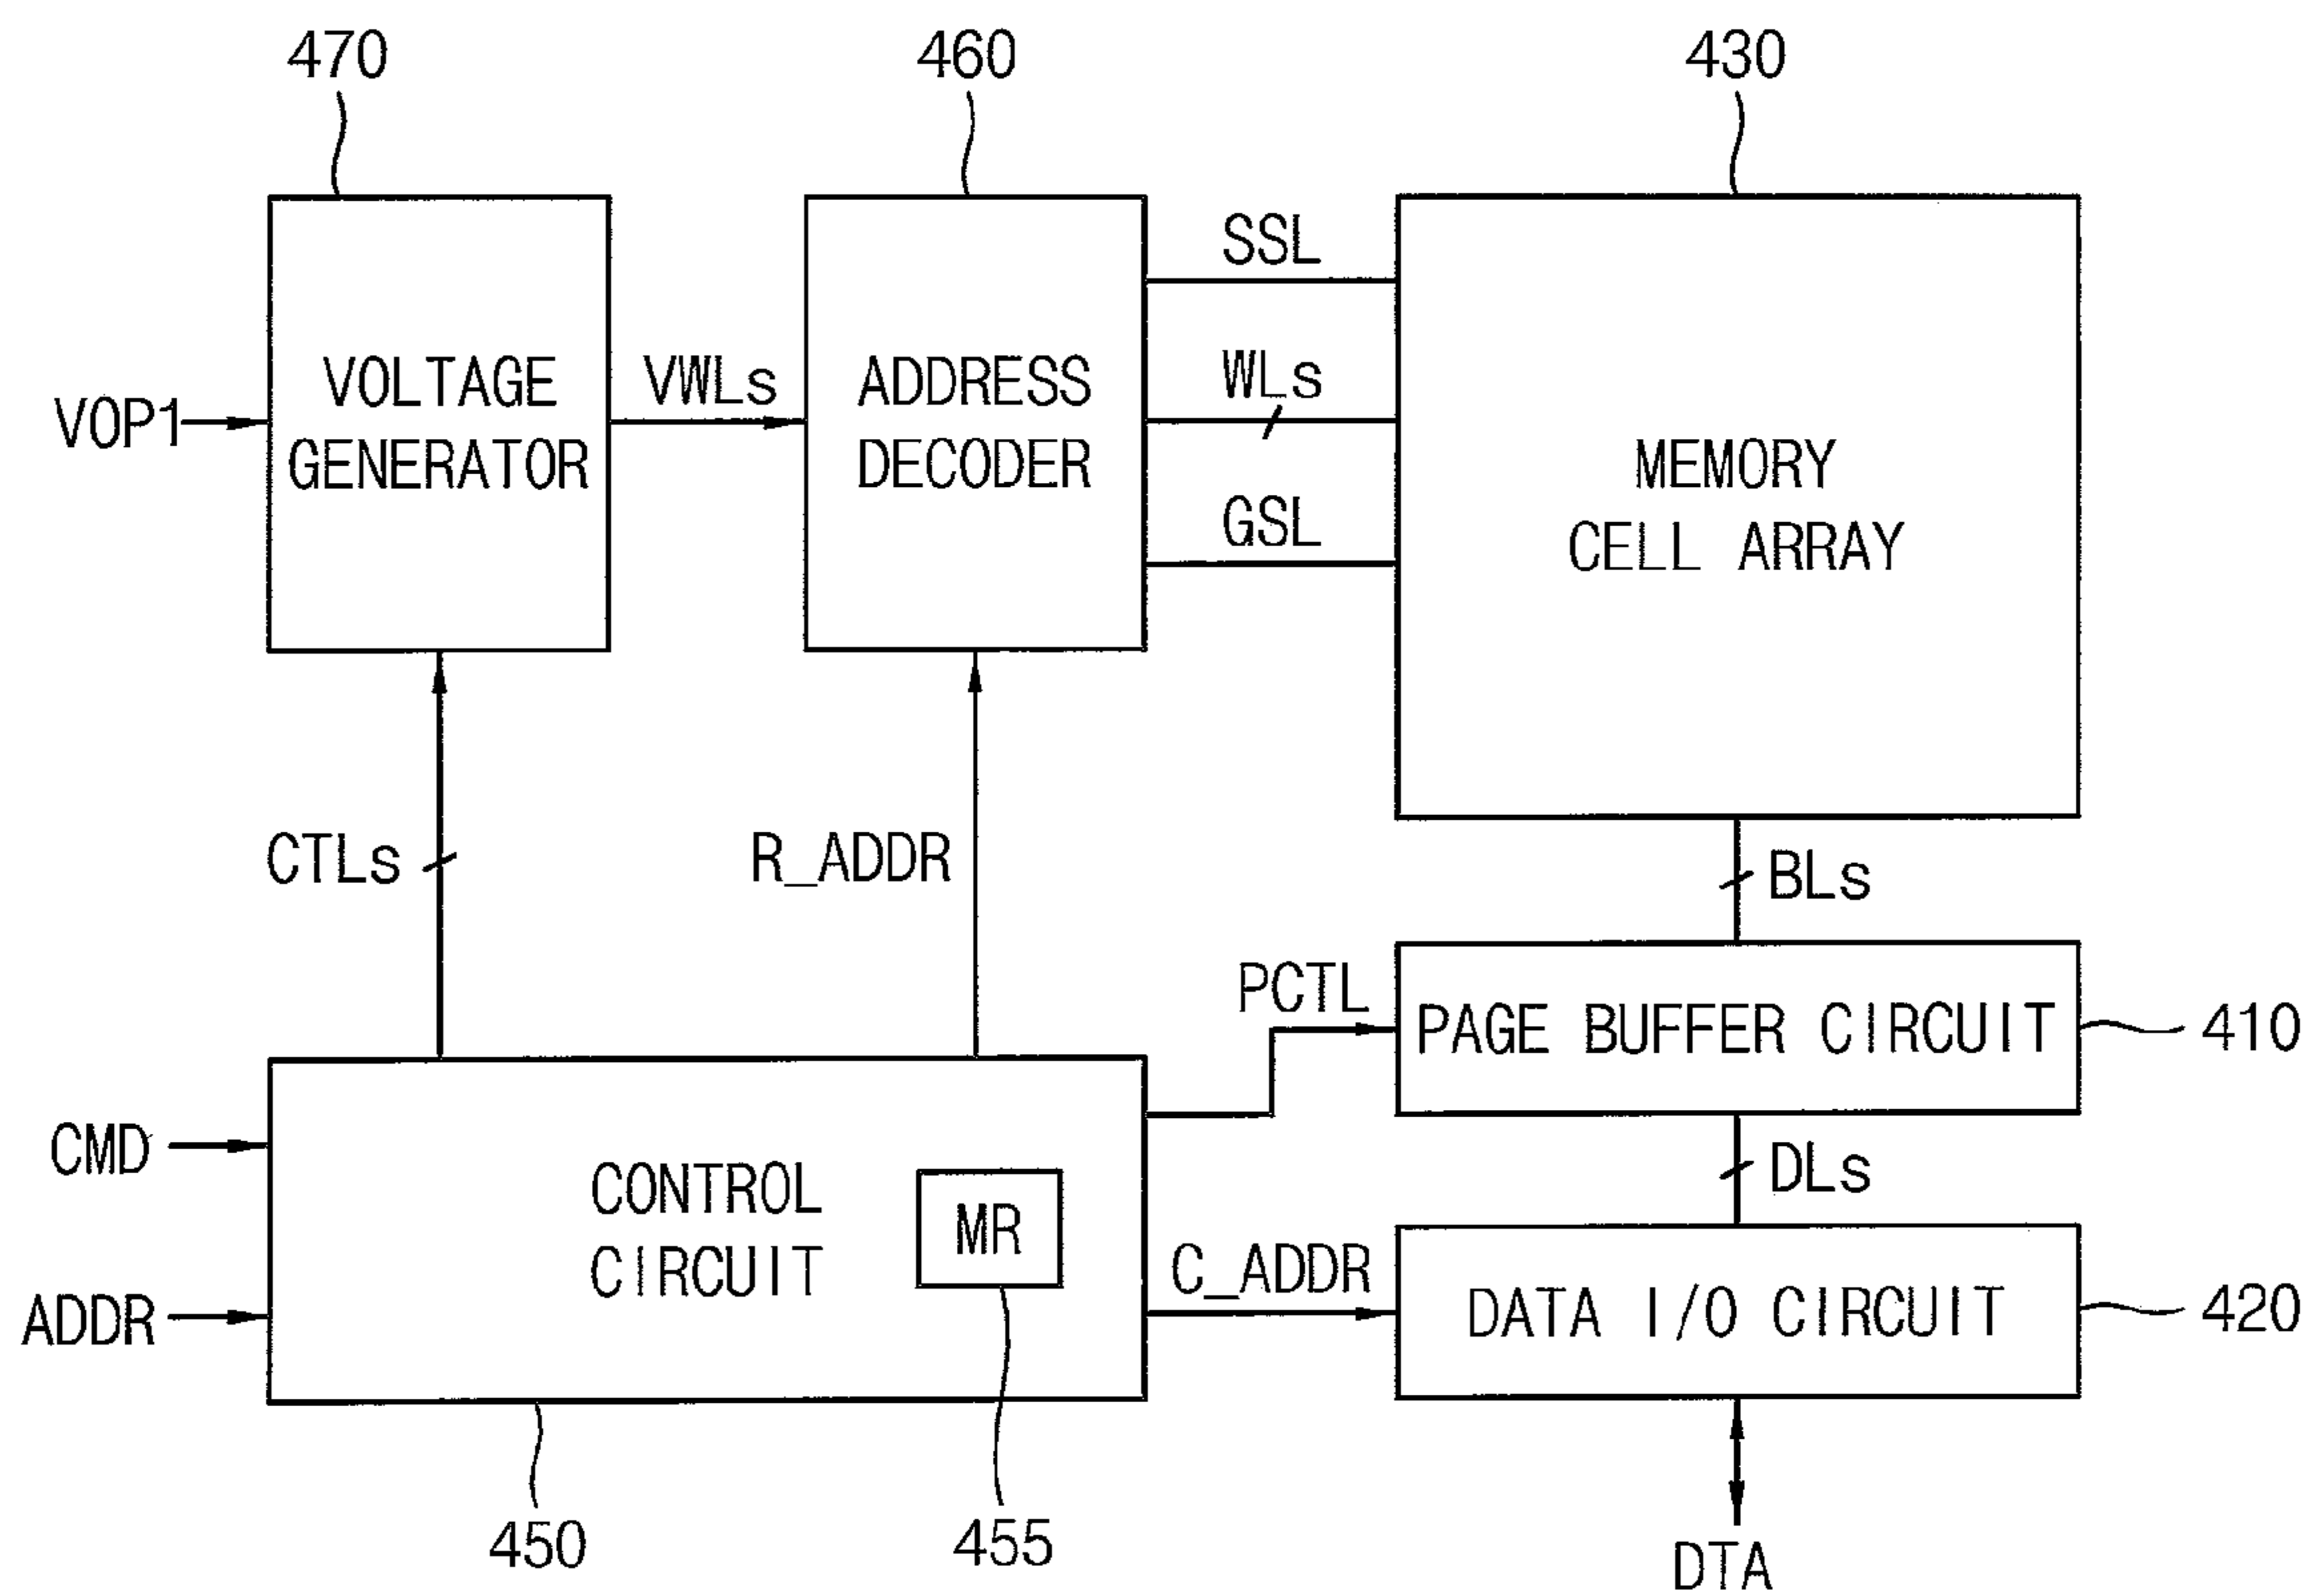 470
460
430
SSL
VOLTAGE
GENERATOR
VWLs
ADDRESS
DECODER
WLs
VOP1
MEMORY
CELL ARRAY
GSL
CTLs
R_ADDR
BLs
PCTL
PAGE BUFFER CIRCUIT
410
CMD
CONTROL
CIRCUIT
MR
DLs
C_ADDR
ADDR
DATA I/O CIRCUIT
420
450
455
DTA